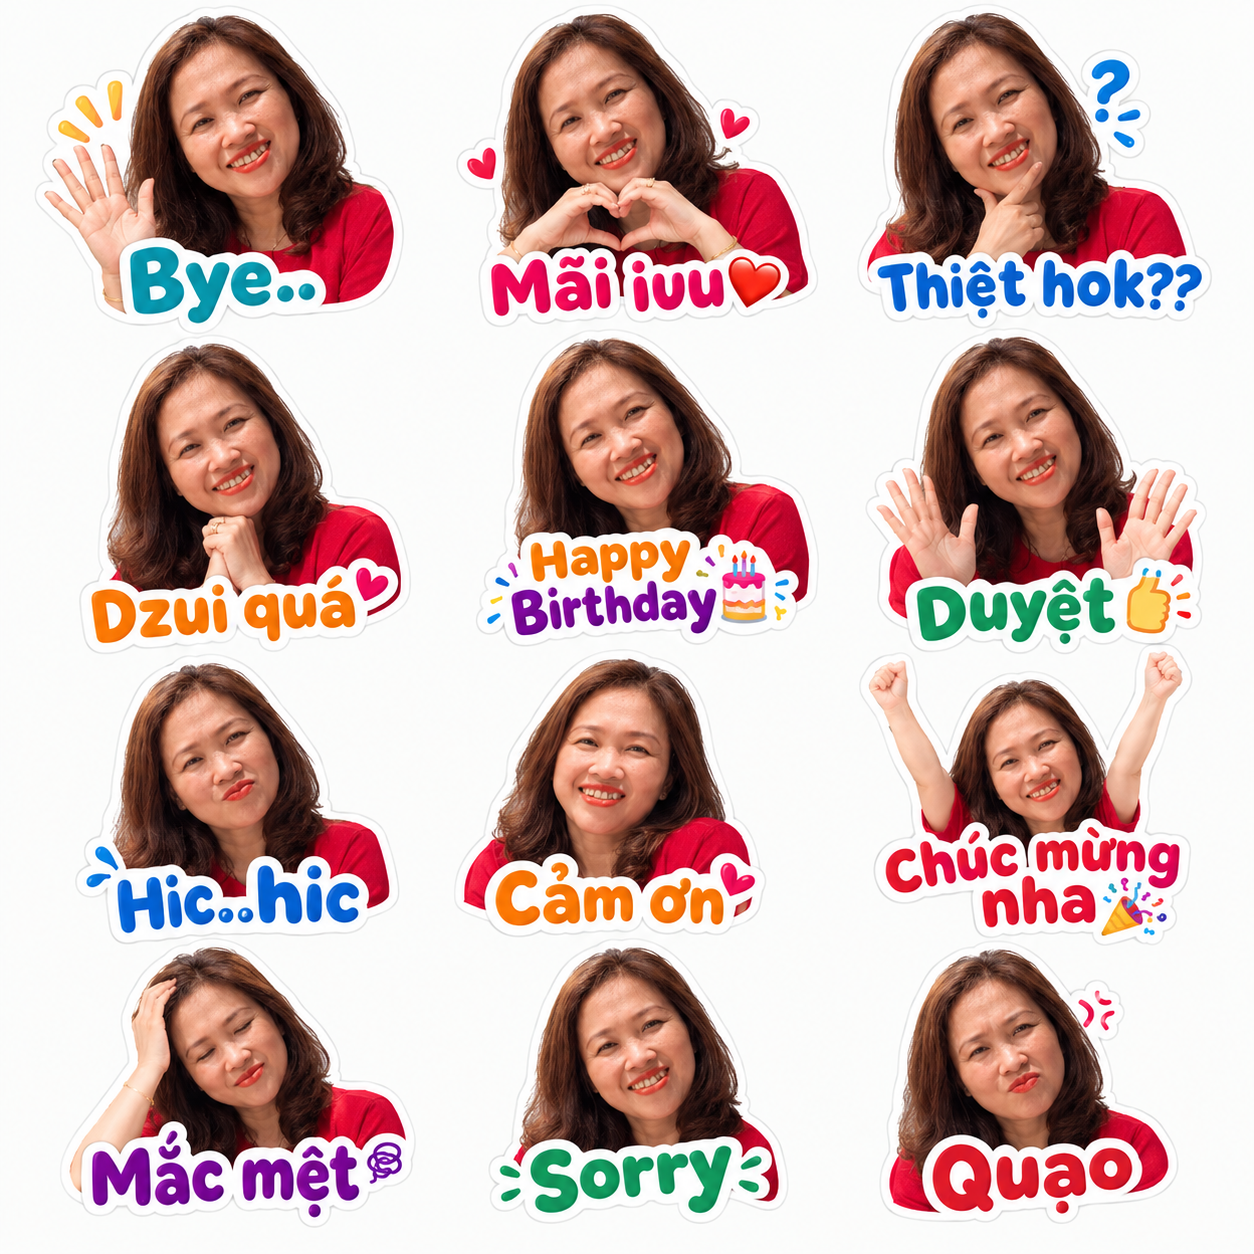 Bye..
Mãi iuu
Thiệt hok??
Dzui quá
Happy
Birthday
Duyệt
Hic..hic
Cảm ơn
Chúc mừng
nha
Mắc mệt
Sorry
Quạo